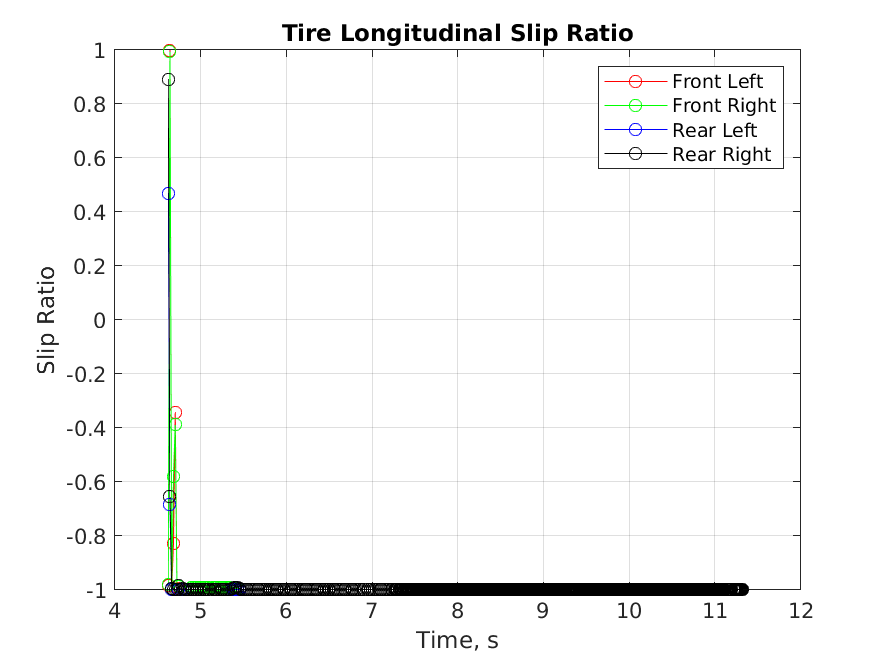 Tire Longitudinal Slip Ratio
1
0.8
0.6
0.4
0.2
0
-0.2
-0.4
-0.6
-0.8
-1
Slip Ratio
Front Left
Front Right
Rear Left
Rear Right
4 5 6 7 8 9 10 11 12
Time, s